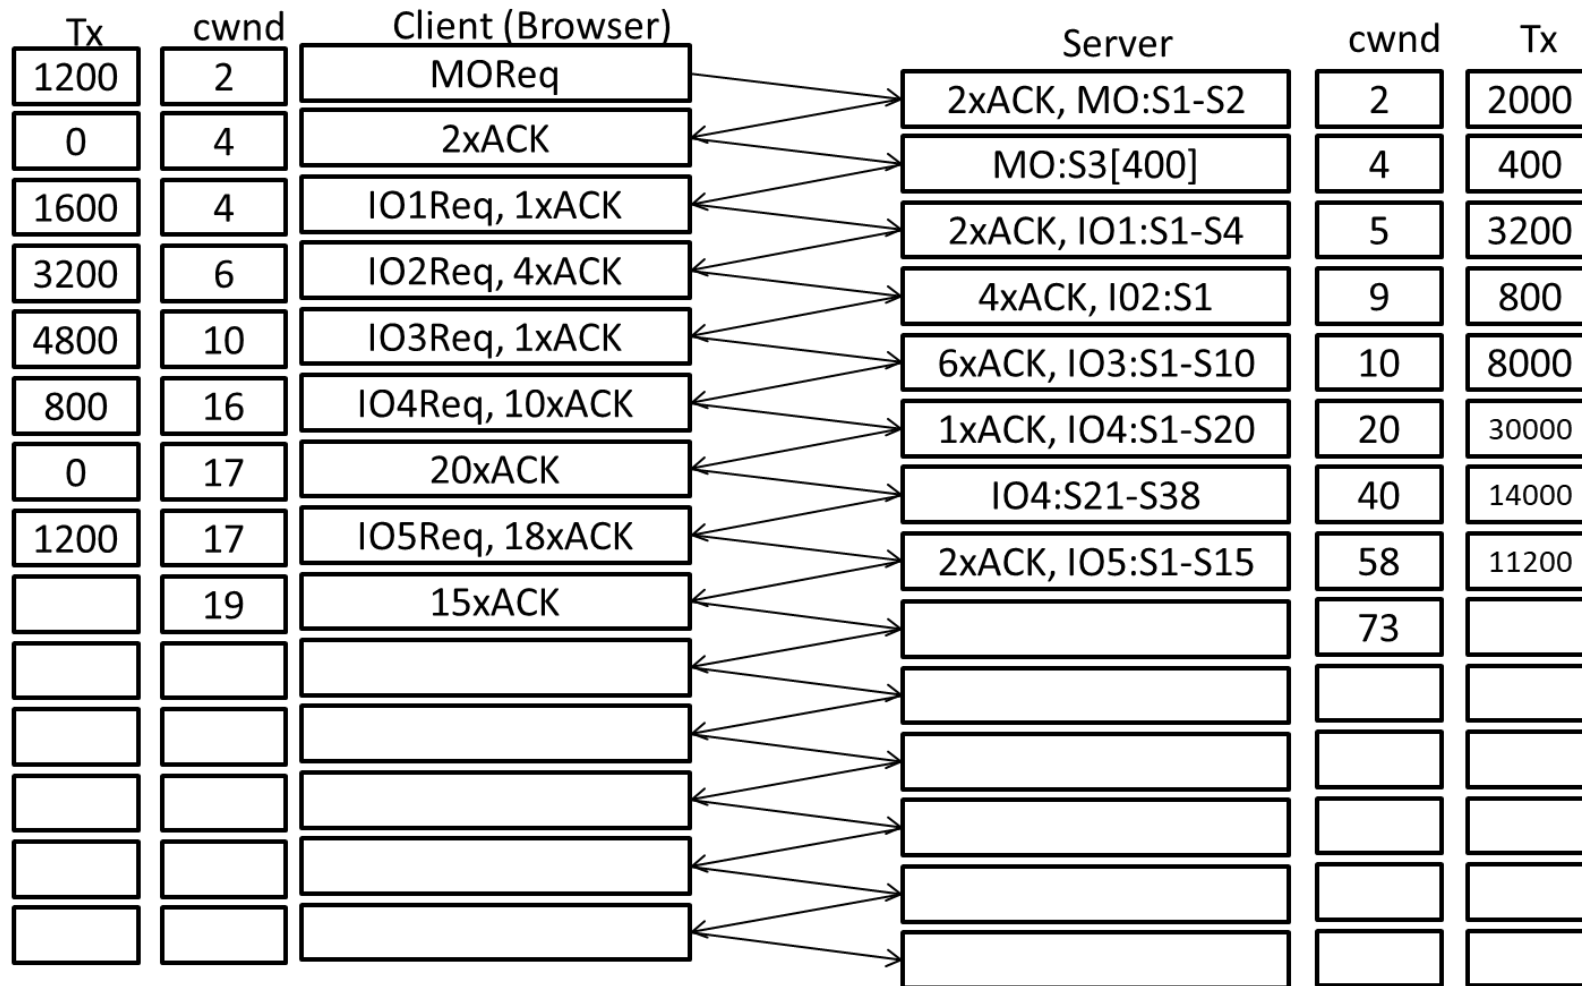 Tx cwnd Client (Browser) Server cwnd Tx
1200 2 MOReq
2xACK, MO:S1-S2 2 2000
0 4 2xACK
MO:S3[400] 4 400
1600 4 IO1Req, 1xACK
2xACK, IO1:S1-S4 5 3200
3200 6 IO2Req, 4xACK
4xACK, I02:S1 9 800
4800 10 IO3Req, 1xACK
6xACK, IO3:S1-S10 10 8000
800 16 IO4Req, 10xACK
1xACK, IO4:S1-S20 20 30000
0 17 20xACK
IO4:S21-S38 40 14000
1200 17 IO5Req, 18xACK
2xACK, IO5:S1-S15 58 11200
19 15xACK
73